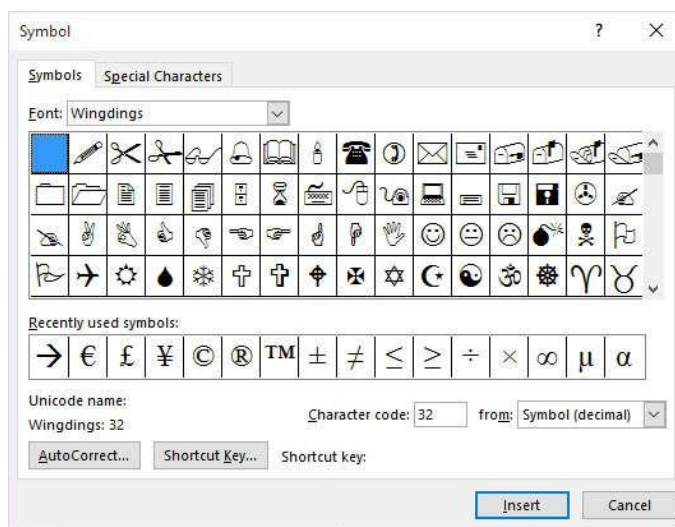 Symbol ? ×
Symbols Special Characters
Font: Wingdings
Recently used symbols:
→ € £ ¥ © ® ™ ± ≠ ≤ ≥ ÷ × ∞ µ α
Unicode name:
Wingdings: 32
Character code: 32 from: Symbol (decimal)
AutoCorrect... Shortcut Key... Shortcut key:
Insert Cancel